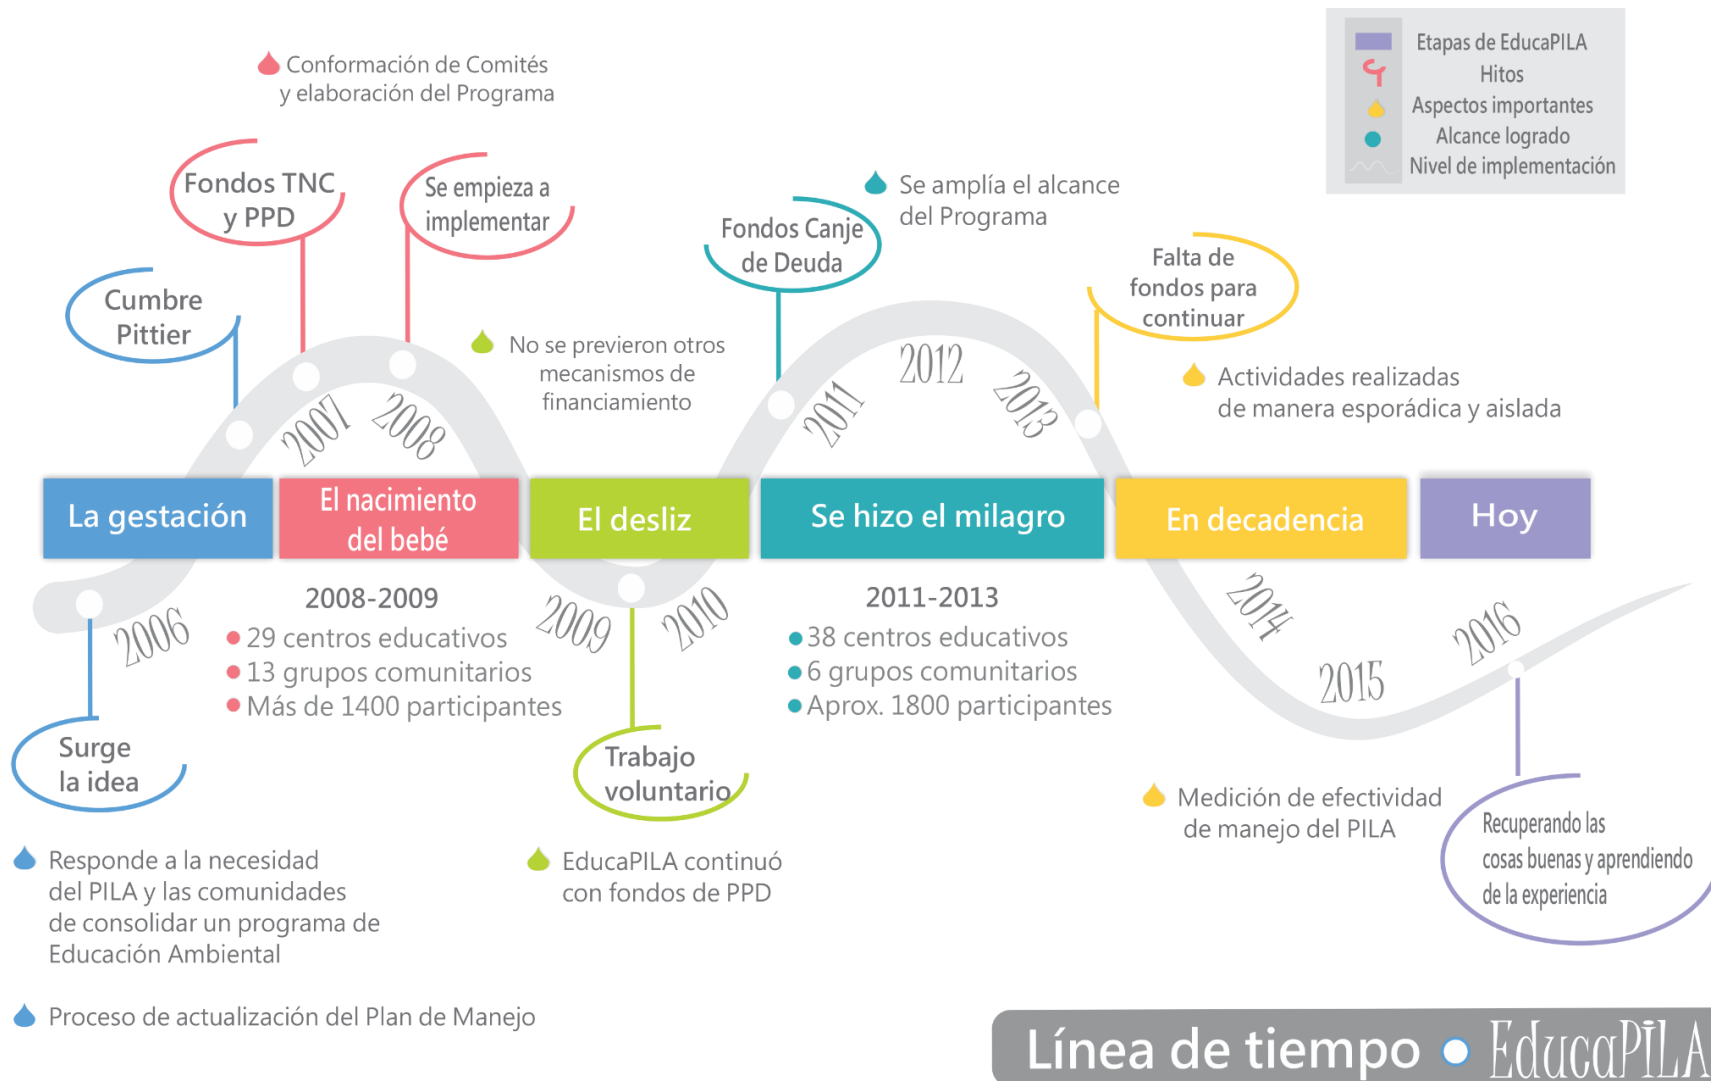 Etapas de EducaPILA
Hitos
Aspectos importantes
Alcance logrado
Nivel de implementación
Conformación de Comités
y elaboración del Programa
Fondos TNC
y PPD
Se empieza a
implementar
Cumbre
Pittier
No se previeron otros
mecanismos de
financiamiento
Se amplía el alcance
del Programa
Fondos Canje
de Deuda
Falta de
fondos para
continuar
Actividades realizadas
de manera esporádica y aislada
2007
2008
2011
2012
2013
La gestación
El nacimiento
del bebé
El desliz
Se hizo el milagro
En decadencia
Hoy
2006
2008-2009
29 centros educativos
13 grupos comunitarios
Más de 1400 participantes
2009
2010
2011-2013
38 centros educativos
6 grupos comunitarios
Aprox. 1800 participantes
2014
2015
2016
Surge
la idea
Trabajo
voluntario
Medición de efectividad
de manejo del PILA
Recuperando las
cosas buenas y aprendiendo
de la experiencia
Responde a la necesidad
del PILA y las comunidades
de consolidar un programa de
Educación Ambiental
EducaPILA continuó
con fondos de PPD
Proceso de actualización del Plan de Manejo
Línea de tiempo EducaPILA